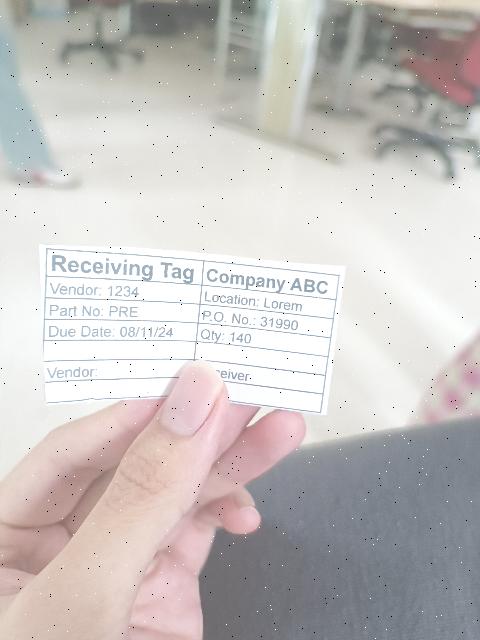 Receiving Tag
Vendor: 1234
Part No: PRE
Due Date: 08/11/24
Vendor:
Company ABC
Location: Lorem
P.O. No.: 31990
Qty: 140